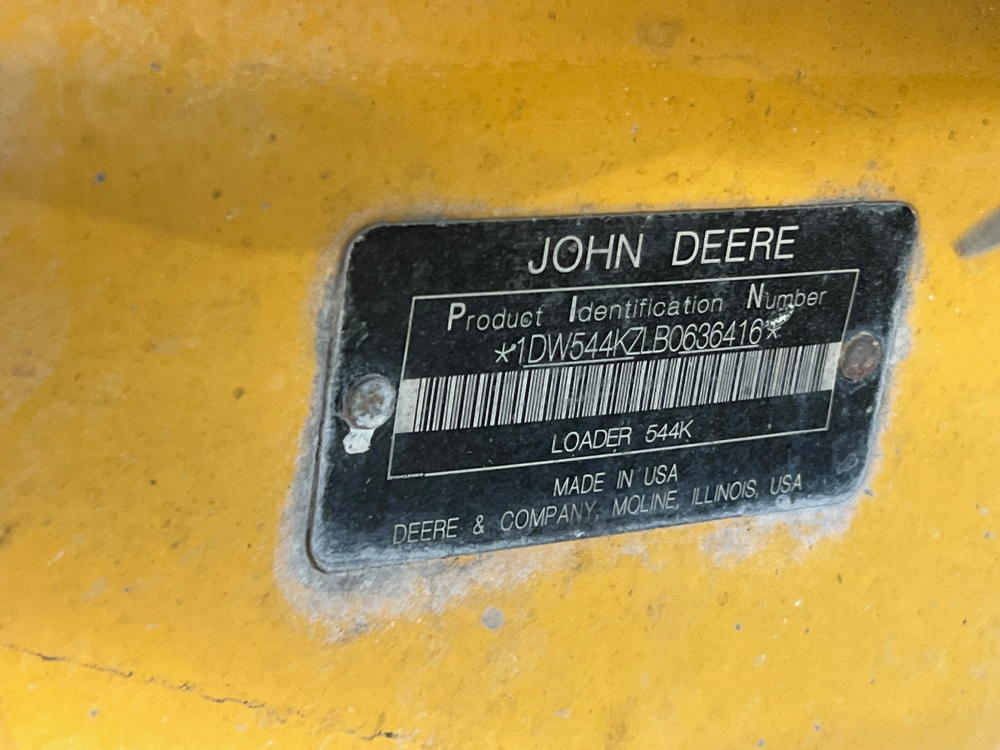 JOHN DEERE
Product Identification Number
*1DW544KZLB0636416*
LOADER 544K
MADE IN USA
DEERE & COMPANY, MOLINE, ILLINOIS, USA